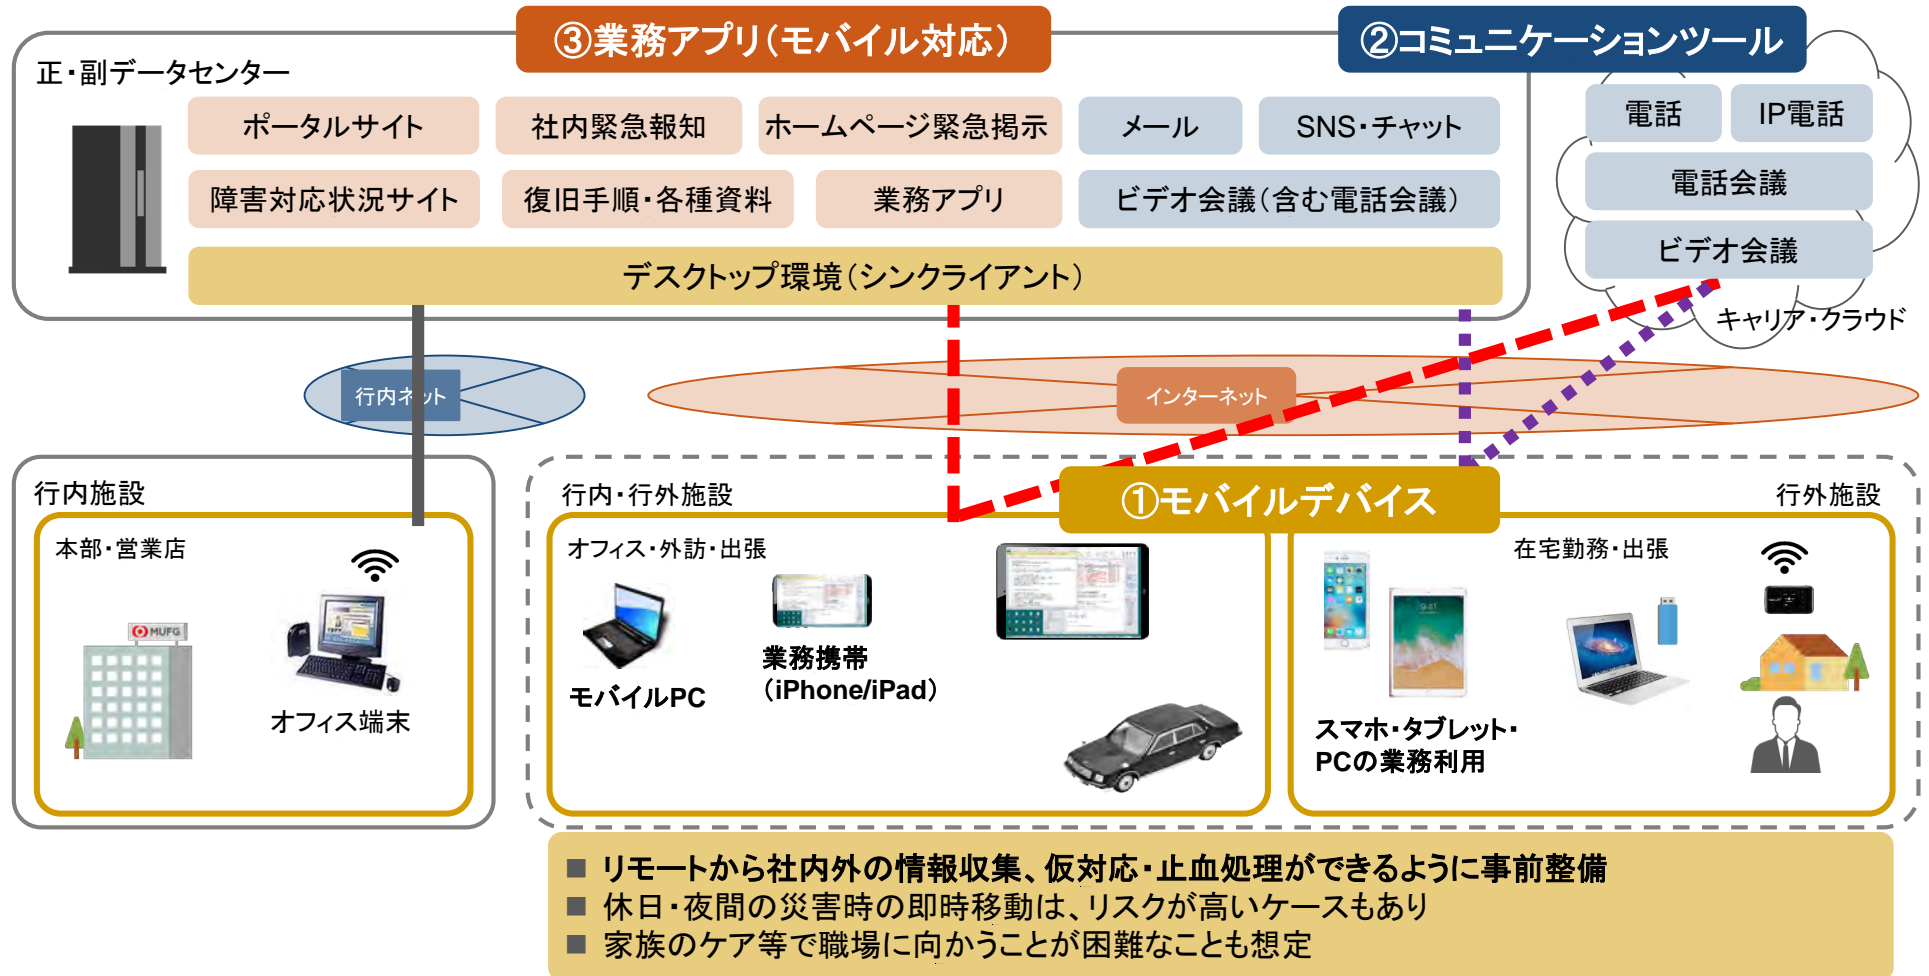 ③業務アプリ（モバイル対応）
②コミュニケーションツール
正・副データセンター
ポータルサイト
社内緊急報知
ホームページ緊急掲示
メール
SNS・チャット
電話
IP電話
障害対応状況サイト
復旧手順・各種資料
業務アプリ
ビデオ会議（含む電話会議）
電話会議
ビデオ会議
デスクトップ環境（シンクライアント）
キャリア・クラウド
行内ネット
インターネット
行内施設
行内・行外施設
①モバイルデバイス
行外施設
本部・営業店
オフィス・外訪・出張
在宅勤務・出張
MUFG
オフィス端末
モバイルPC
業務携帯
（iPhone/iPad）
9:41
スマホ・タブレット・
PCの業務利用
■ リモートから社内外の情報収集、仮対応・止血処理ができるように事前整備
■ 休日・夜間の災害時の即時移動は、リスクが高いケースもあり
■ 家族のケア等で職場に向かうことが困難なことも想定